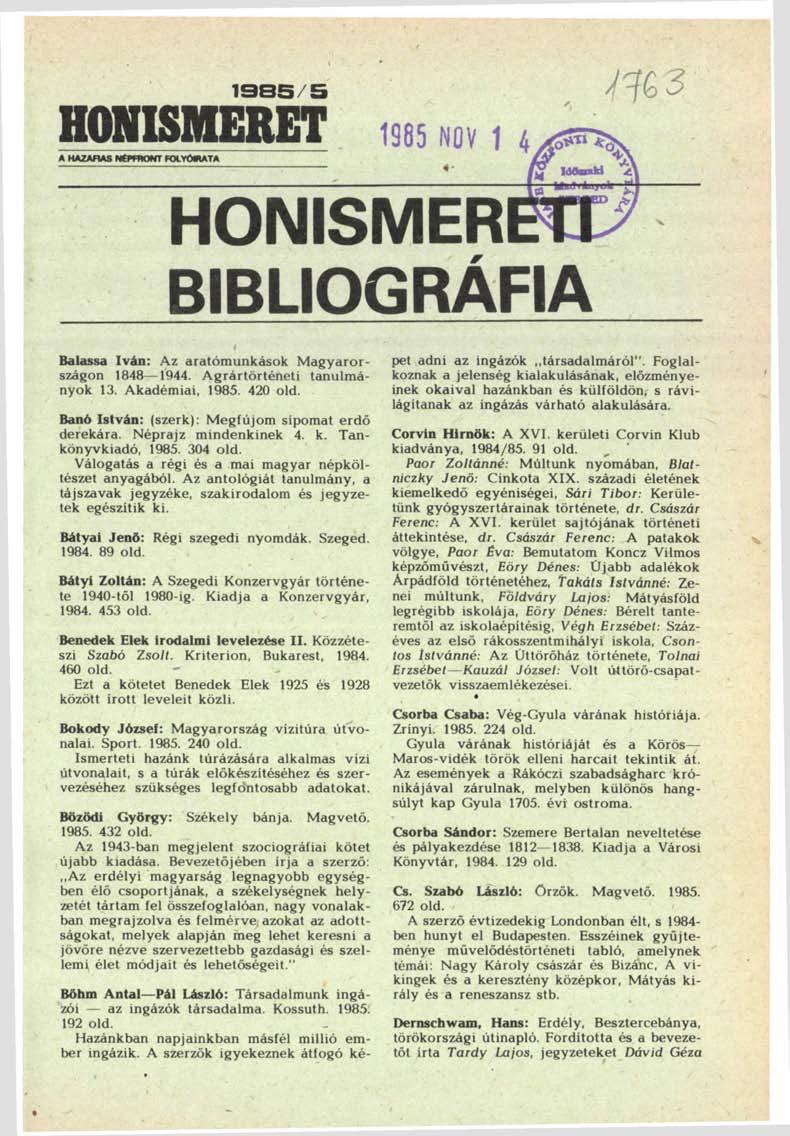 1763
1985/5
HONISMERET
A HAZAFIAS NÉPFRONT FOLYÓIRATA
1985 NOV 1 4
KÖZPONTI KÖNYVTÁRA
Időszaki
HONISMERETI
BIBLIOGRÁFIA
Balassa Iván: Az aratómunkások Magyaror-
szágon 1848—1944. Agrártörténeti tanulmá-
nyok 13. Akadémiai, 1985. 420 old.
Banó István: (szerk): Megfújom sípomat erdő
derekára. Néprajz mindenkinek 4. k. Tan-
könyvkiadó, 1985. 304 old.
Válogatás a régi és a mai magyar népköl-
tészet anyagából. Az antológiát tanulmány, a
tájszavak jegyzéke, szakirodalom és jegyze-
tek egészítik ki.
Bátyai Jenő: Régi szegedi nyomdák. Szeged.
1984. 89 old.
Bátyi Zoltán: A Szegedi Konzervgyár történe-
te 1940-től 1980-ig. Kiadja a Konzervgyár,
1984. 453 old.
Benedek Elek irodalmi levelezése II. Közzéte-
szi Szabó Zsolt. Kriterion, Bukarest, 1984.
460 old.
Ezt a kötetet Benedek Elek 1925 és 1928
között írott leveleit közli.
Bokody József: Magyarország vízitúra útvo-
nalai. Sport. 1985. 240 old.
Ismerteti hazánk túrázására alkalmas vízi
útvonalait, s a túrák előkészítéséhez és szer-
vezéséhez szükséges legfontosabb adatokat.
Bözödi György: Székely bánja. Magvető.
1985. 432 old.
Az 1943-ban megjelent szociográfiai kötet
újabb kiadása. Bevezetőjében írja a szerző:
„Az erdélyi magyarság legnagyobb egység-
ben élő csoportjának, a székelységnek hely-
zetét tártam fel összefoglalóan, nagy vonalak-
ban megrajzolva és felmérve azokat az adott-
ságokat, melyek alapján meg lehet keresni a
jövőre nézve szervezettebb gazdasági és szel-
lemi élet módjait és lehetőségeit."
Bőhm Antal—Pál László: Társadalmunk ingá-
zói — az ingázók társadalma. Kossuth. 1985.
192 old.
Hazánkban napjainkban másfél millió em-
ber ingázik. A szerzők igyekeznek átfogó ké-
pet adni az ingázók „társadalmáról". Foglal-
koznak a jelenség kialakulásának, előzményei-
nek okaival hazánkban és külföldön, s rávi-
lágítanak az ingázás várható alakulására.
Corvin Hírnök: A XVI. kerületi Corvin Klub
kiadványa, 1984/85. 91 old.
Paor Zoltánné: Múltunk nyomában, Blat-
niczky Jenő: Cinkota XIX. századi életének
kiemelkedő egyéniségei, Sári Tibor: Kerüle-
tünk gyógyszertárainak története, dr. Császár
Ferenc: A XVI. kerület sajtójának történeti
áttekintése, dr. Császár Ferenc: A patakok
völgye, Paor Éva: Bemutatom Koncz Vilmos
képzőművészt, Eöry Dénes: Újabb adalékok
Árpádföld történetéhez, Takáts Istvánné: Ze-
nei múltunk, Földváry Lajos: Mátyásföld
legrégibb iskolája, Eöry Dénes: Bérelt tante-
remtől az iskolaépítésig, Végh Erzsébet: Száz-
éves az első rákosszentmihályi iskola, Cson-
tos Istvánné: Az Úttörőház története, Tolnai
Erzsébet—Kauzál József: Volt úttörő-csapat-
vezetők visszaemlékezései.
Csorba Csaba: Vég-Gyula várának históriája.
Zrínyi. 1985. 224 old.
Gyula várának históriáját és a Körös—
Maros-vidék török elleni harcait tekintik át.
Az események a Rákóczi szabadságharc kró-
nikájával zárulnak, melyben különös hang-
súlyt kap Gyula 1705. évi ostroma.
Csorba Sándor: Szemere Bertalan neveltetése
és pályakezdése 1812—1838. Kiadja a Városi
Könyvtár, 1984. 129 old.
Cs. Szabó László: Őrzők. Magvető. 1985.
672 old.
A szerző évtizedekig Londonban élt, s 1984-
ben hunyt el Budapesten. Esszéinek gyűjte-
ménye művelődéstörténeti tabló, amelynek
témái: Nagy Károly császár és Bizánc, A vi-
kingek és a keresztény középkor, Mátyás ki-
rály és a reneszánsz stb.
Dernschwam, Hans: Erdély, Besztercebánya,
törökországi útinapló. Fordította és a beveze-
tőt írta Tardy Lajos, jegyzeteket Dávid Géza